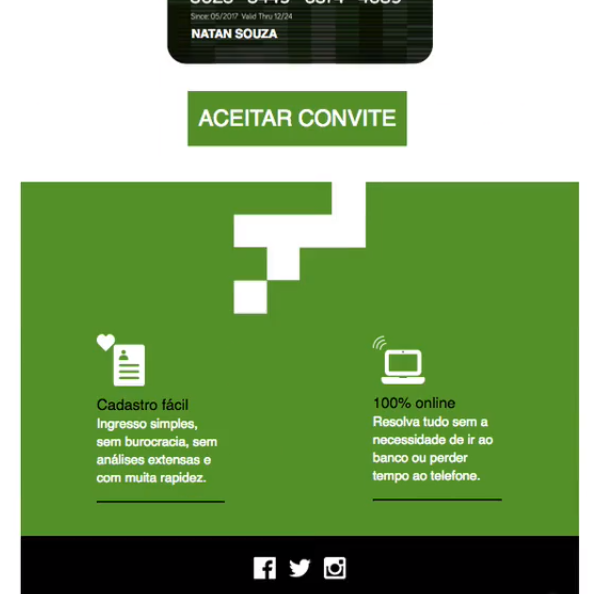 Since: 05/2017 Valid Thru 12/24
NATAN SOUZA
ACEITAR CONVITE
Cadastro fácil
Ingresso simples,
sem burocracia, sem
análises extensas e
com muita rapidez.
100% online
Resolva tudo sem a
necessidade de ir ao
banco ou perder
tempo ao telefone.